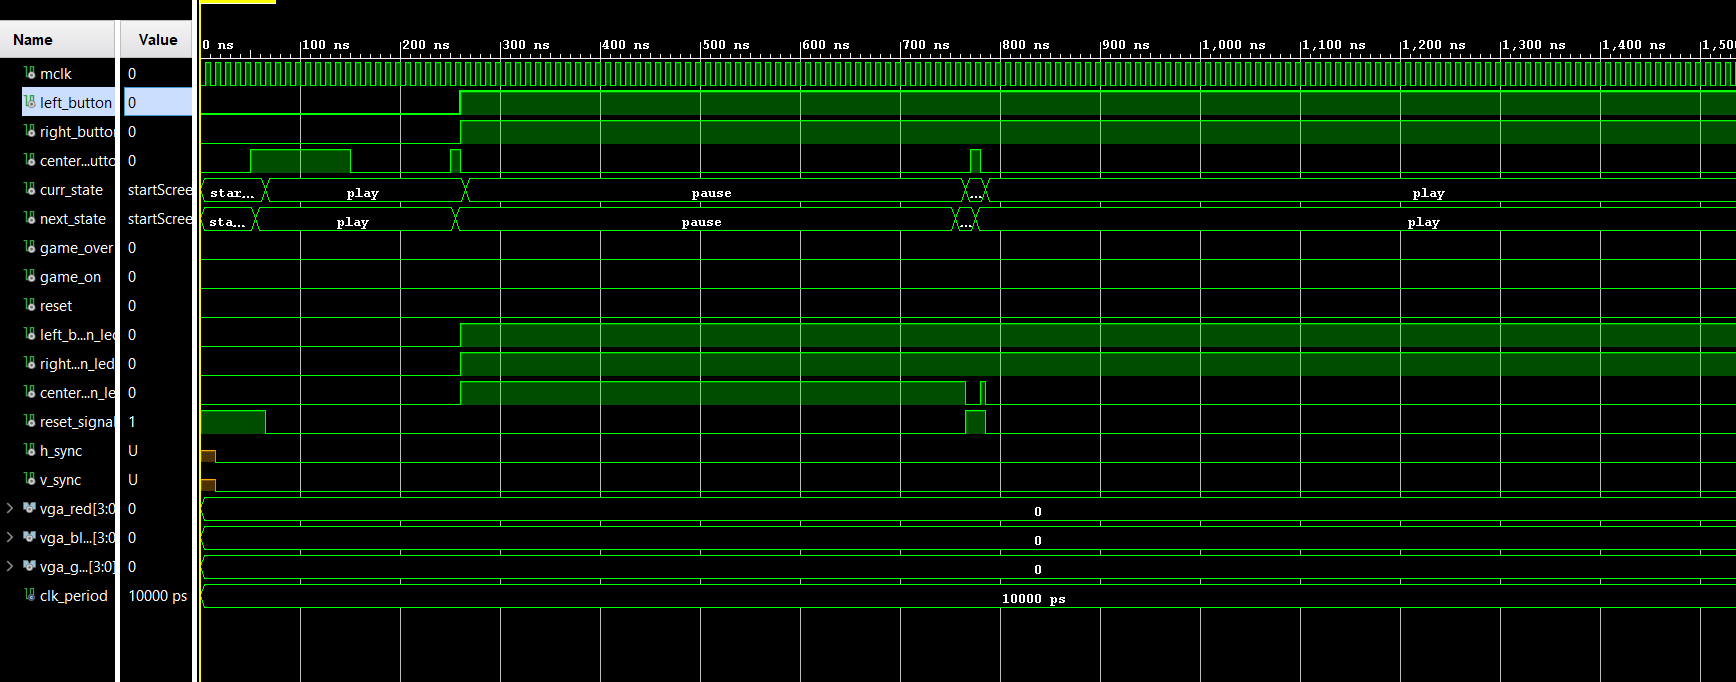 Name Value
0 ns 100 ns 200 ns 300 ns 400 ns 500 ns 600 ns 700 ns 800 ns 900 ns 1,000 ns 1,100 ns 1,200 ns 1,300 ns 1,400 ns 1,500
mclk 0
left_button 0
right_butto 0
center...utto 0
curr_state startScree star... play pause ... play
next_state startScree sta... play pause ... play
game_over 0
game_on 0
reset 0
left_b...n_led 0
right...n_led 0
center...n_le 0
reset_signal 1
h_sync U
v_sync U
vga_red[3:0 0 0
vga_bl...[3:0 0 0
vga_g...[3:0] 0 0
clk_period 10000 ps 10000 ps